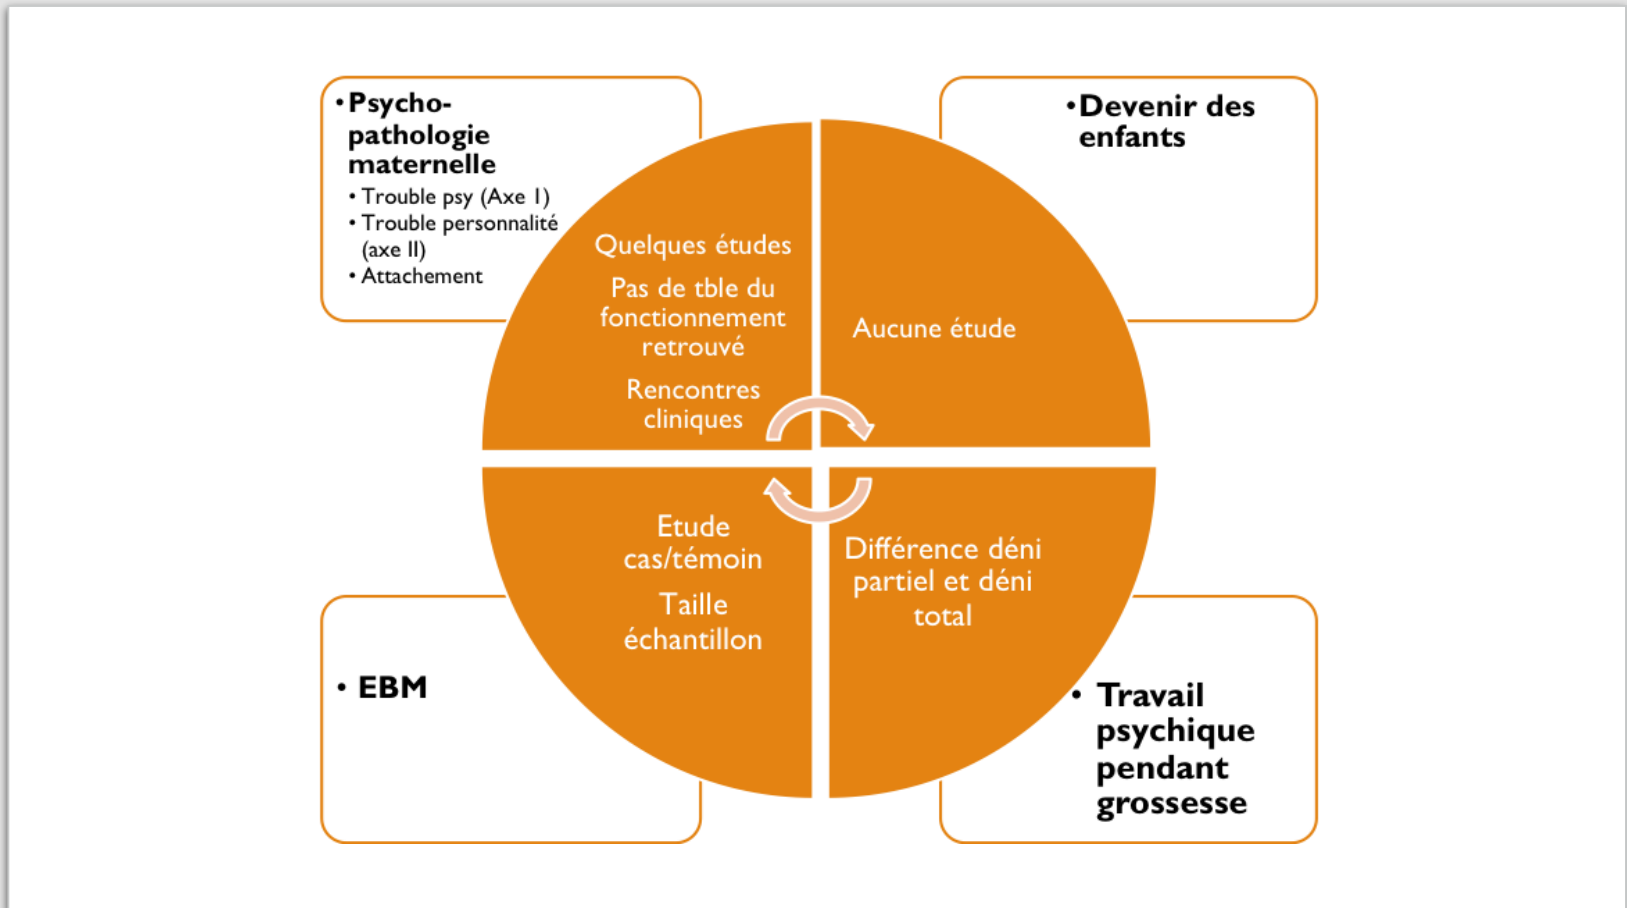 •Psycho-
pathologie
maternelle
• Trouble psy (Axe I)
• Trouble personnalité
(axe II)
• Attachement
Quelques études
Pas de tble du
fonctionnement
retrouvé
Rencontres
cliniques
•Devenir des
enfants
Aucune étude
• EBM
Etude
cas/témoin
Taille
échantillon
Différence déni
partiel et déni
total
• Travail
psychique
pendant
grossesse